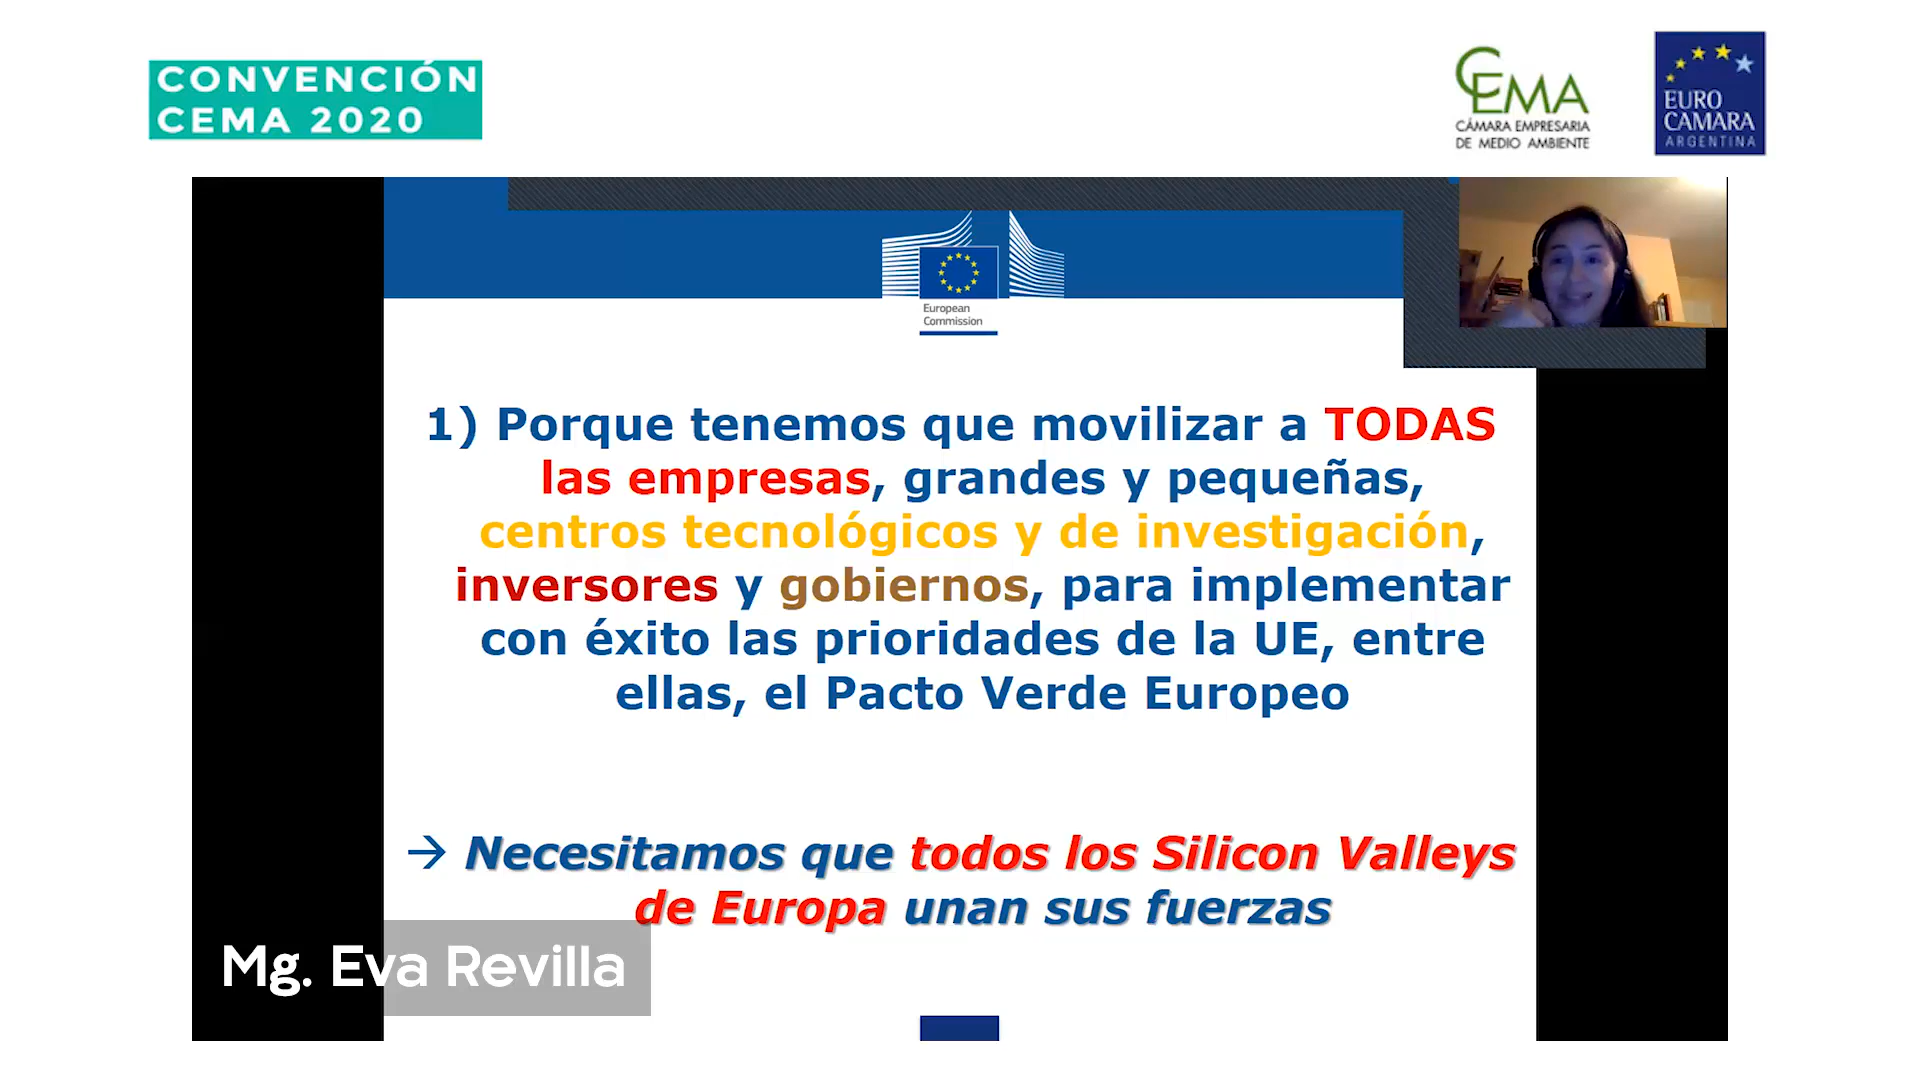 CONVENCIÓN
CEMA 2020
CEMA
CÁMARA EMPRESARIA
DE MEDIO AMBIENTE
EURO
CAMARA
ARGENTINA
European
Commission
1) Porque tenemos que movilizar a TODAS
las empresas, grandes y pequeñas,
centros tecnológicos y de investigación,
inversores y gobiernos, para implementar
con éxito las prioridades de la UE, entre
ellas, el Pacto Verde Europeo
→ Necesitamos que todos los Silicon Valleys
de Europa unan sus fuerzas
Mg. Eva Revilla